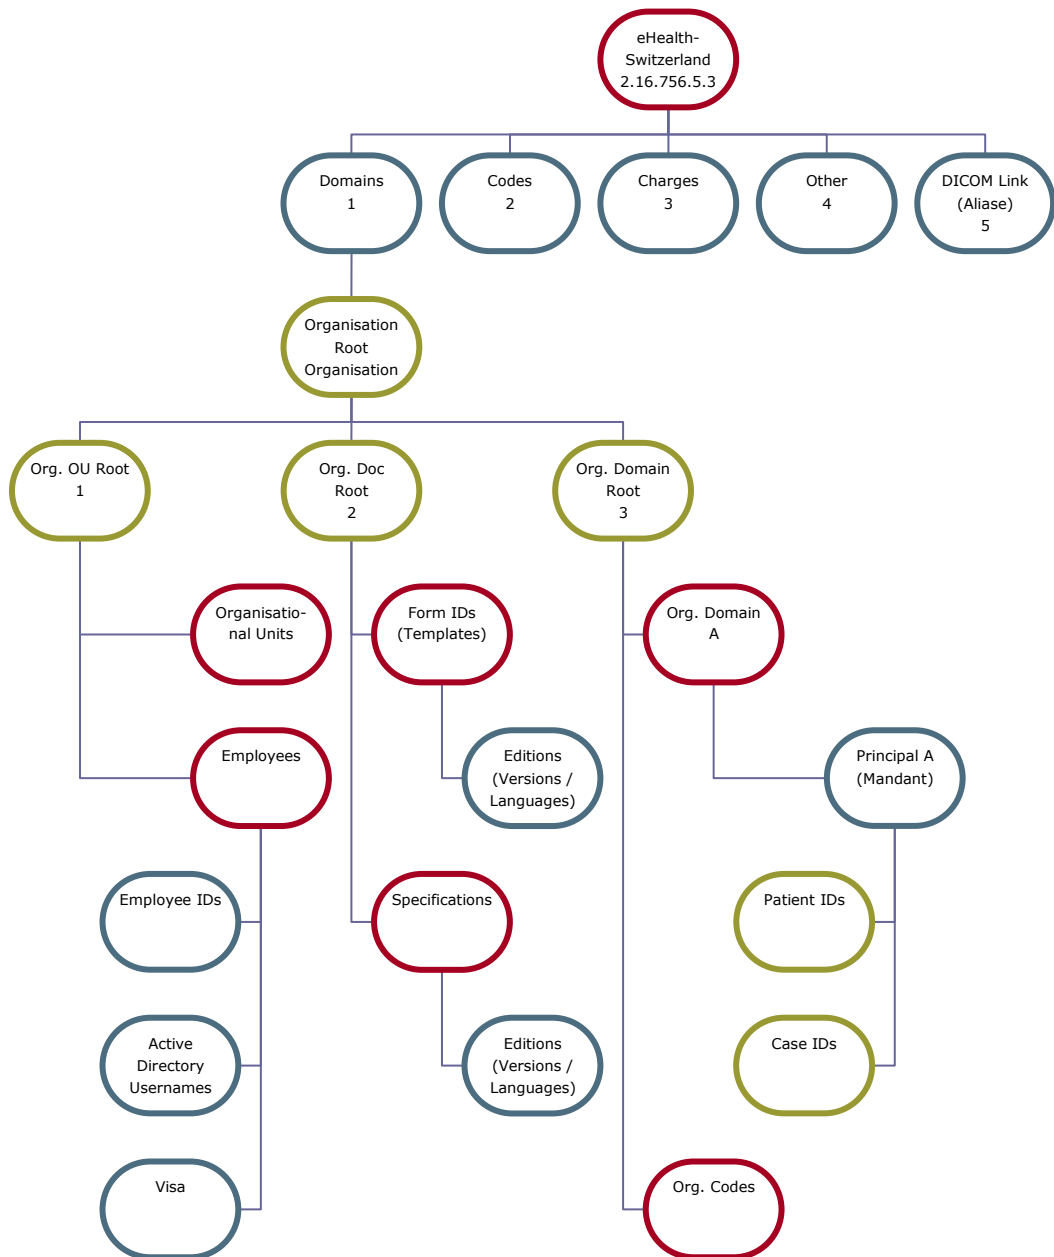 eHealth-
Switzerland
2.16.756.5.3
Domains
1
Codes
2
Charges
3
Other
4
DICOM Link
(Aliase)
5
Organisation
Root
Organisation
Org. OU Root
1
Org. Doc
Root
2
Org. Domain
Root
3
Organisatio-
nal Units
Form IDs
(Templates)
Org. Domain
A
Employees
Editions
(Versions /
Languages)
Principal A
(Mandant)
Employee IDs
Specifications
Patient IDs
Active
Directory
Usernames
Editions
(Versions /
Languages)
Case IDs
Visa
Org. Codes